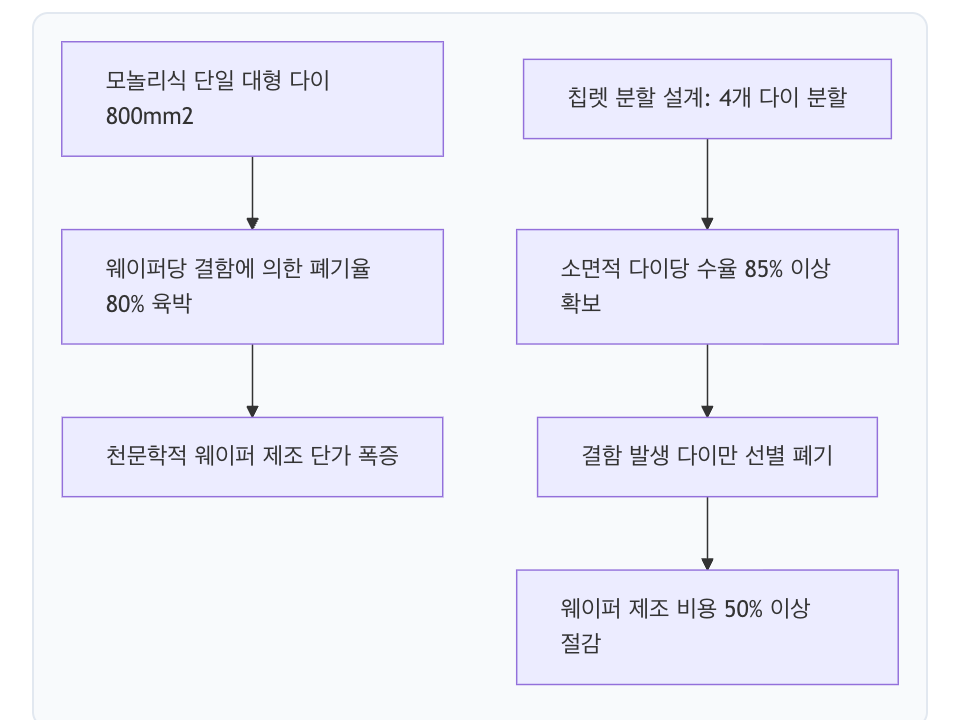 모놀리식 단일 대형 다이
800mm2
웨이퍼당 결함에 의한 폐기율
80% 육박
천문학적 웨이퍼 제조 단가 폭증
칩렛 분할 설계: 4개 다이 분할
소면적 다이당 수율 85% 이상
확보
결함 발생 다이만 선별 폐기
웨이퍼 제조 비용 50% 이상
절감